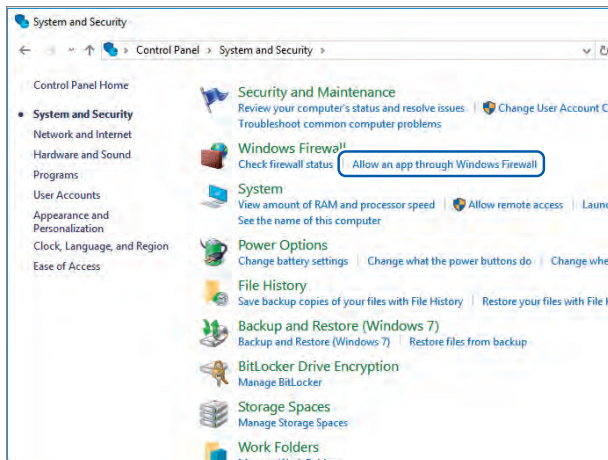 System and Security
Control Panel > System and Security >
Control Panel Home
System and Security
Network and Internet
Hardware and Sound
Programs
User Accounts
Appearance and
Personalization
Clock, Language, and Region
Ease of Access
Security and Maintenance
Review your computer's status and resolve issues Change User Account C
Troubleshoot common computer problems
Windows Firewall
Check firewall status Allow an app through Windows Firewall
System
View amount of RAM and processor speed Allow remote access Laun
See the name of this computer
Power Options
Change battery settings Change what the power buttons do Change whe
File History
Save backup copies of your files with File History Restore your files with File
Backup and Restore (Windows 7)
Backup and Restore (Windows 7) Restore files from backup
BitLocker Drive Encryption
Manage BitLocker
Storage Spaces
Manage Storage Spaces
Work Folders